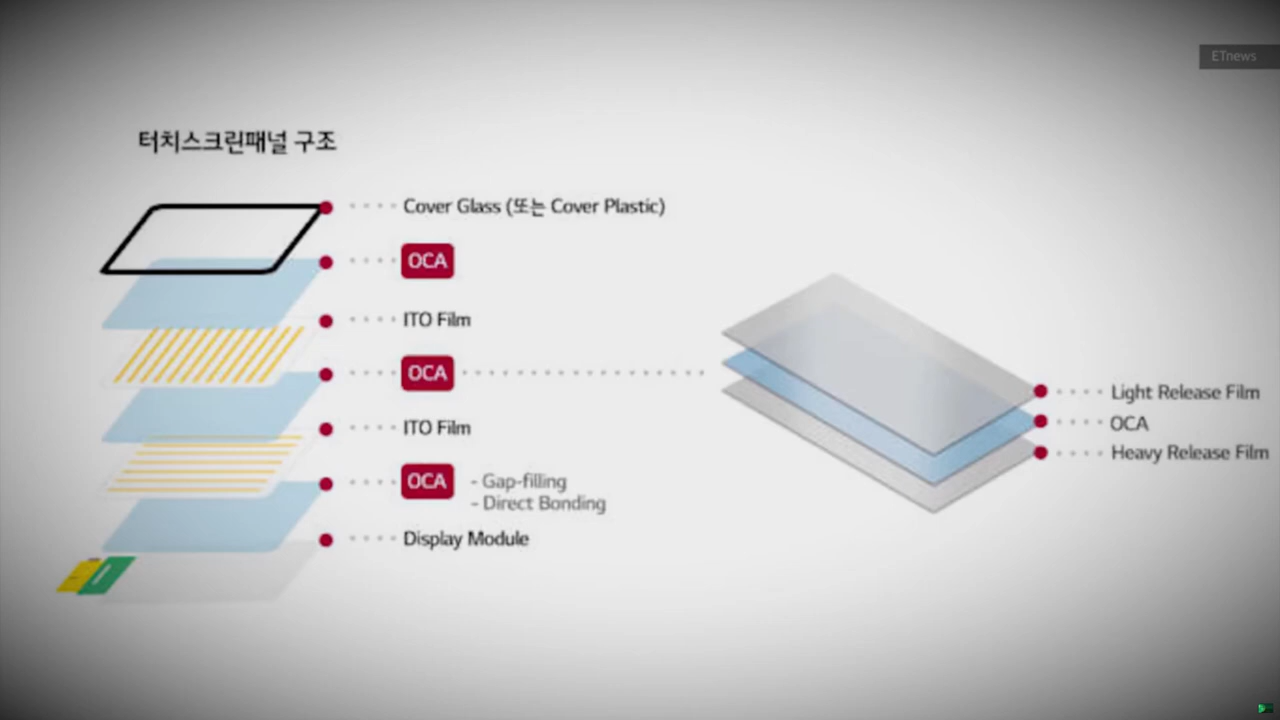 ETnews
터치스크린패널 구조
Cover Glass (또는 Cover Plastic)
OCA
ITO Film
OCA
ITO Film
OCA
- Gap-filling
- Direct Bonding
Display Module
Light Release Film
OCA
Heavy Release Film